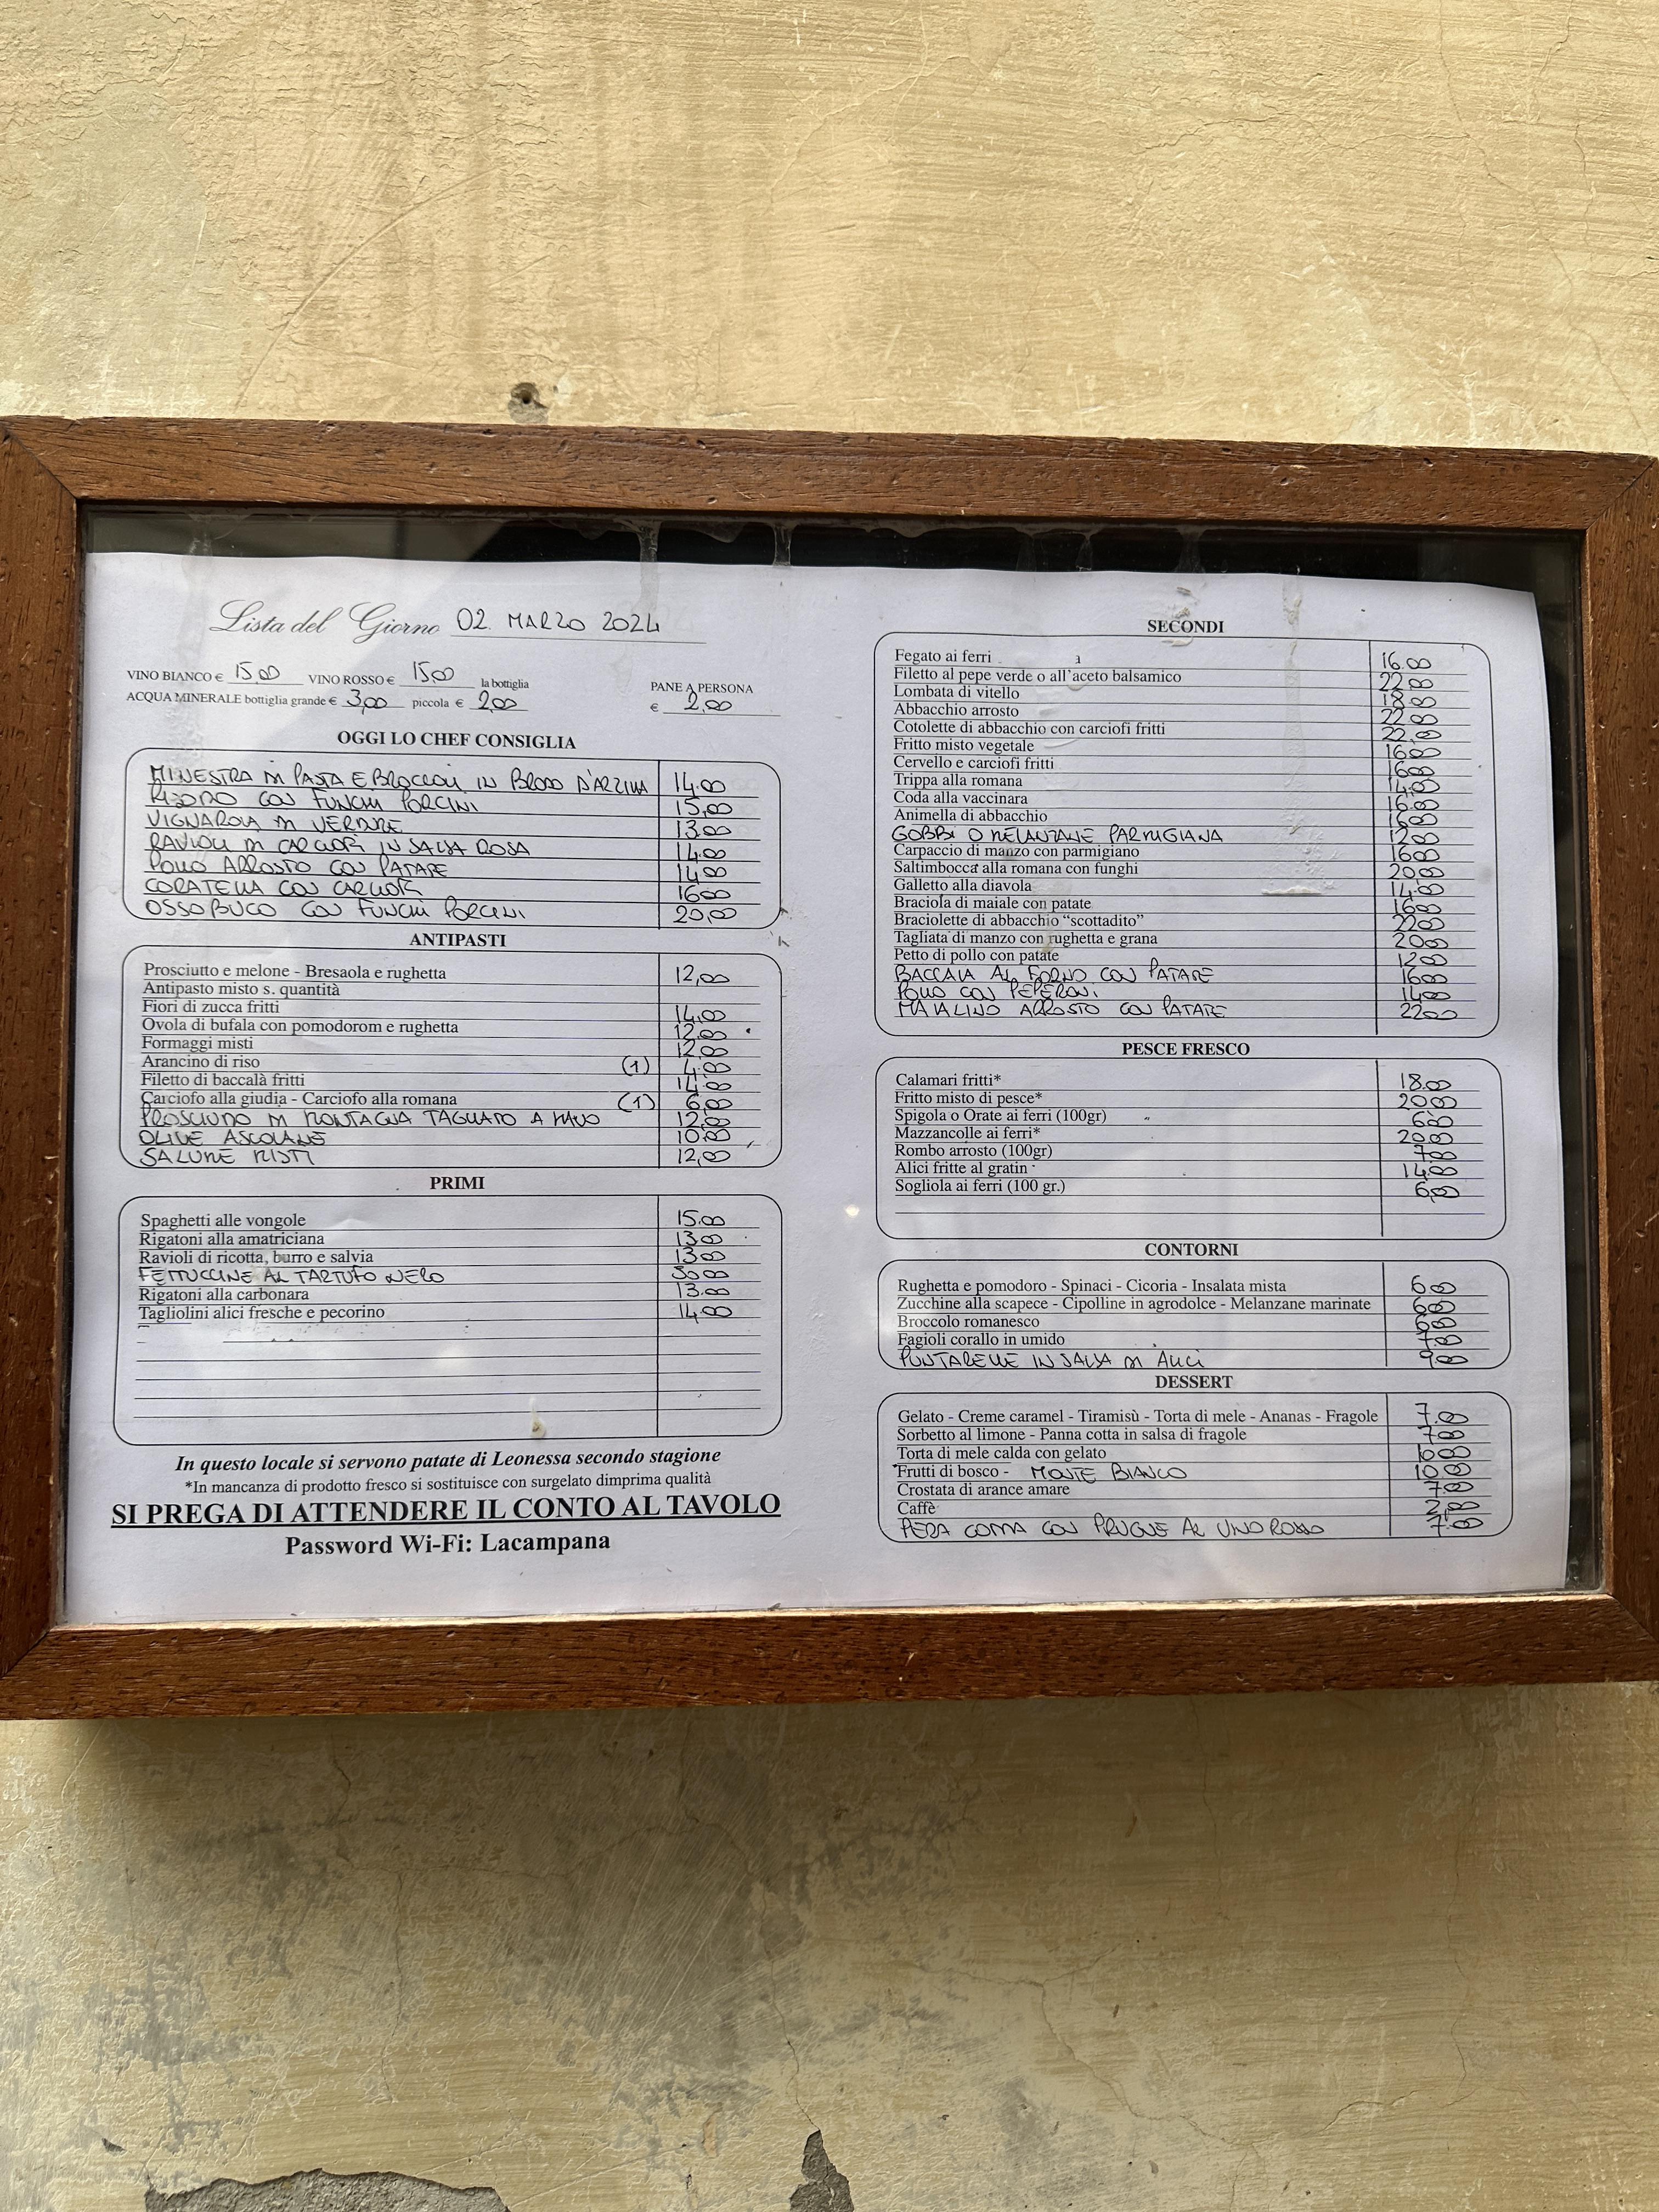 Lista del Giorno 02 MARZO 2024
VINO BIANCO € 15,00 VINO ROSSO € 15,00 la bottiglia
ACQUA MINERALE bottiglia grande € 3,00 piccola € 2,00
PANE A PERSONA
€ 2,00
OGGI LO CHEF CONSIGLIA
MINESTRA DI PASTA E BROCCOLI IN BRODO D'ARZILLA 14.00
RISOTTO CON FUNGHI PORCINI 15,00
VIGNAROLA DI VERDURE 13.00
RAVIOLI DI CARCIOFI IN SALSA ROSA 14.00
POLLO ARROSTO CON PATATE 14.00
CORATELLA CON CARCIOFI 16.00
OSSOBUCO CON FUNGHI PORCINI 20,00
ANTIPASTI
Prosciutto e melone - Bresaola e rughetta 12,00
Antipasto misto s. quantità
Fiori di zucca fritti 14.00
Ovola di bufala con pomodorom e rughetta 12.00
Formaggi misti 12,00
Arancino di riso (1) 4.00
Filetto di baccalà fritti 14.00
Carciofo alla giudia - Carciofo alla romana (1) 6,00
PROSCIUTTO DI MONTAGNA TAGLIATO A MANO 12,00
OLIVE ASCOLANE 10.00
SALUMI MISTI 12,00
PRIMI
Spaghetti alle vongole 15.00
Rigatoni alla amatriciana 13.00
Ravioli di ricotta, burro e salvia 13.00
FETTUCCINE AL TARTUFO NERO 30.00
Rigatoni alla carbonara 13.00
Tagliolini alici fresche e pecorino 14.00
In questo locale si servono patate di Leonessa secondo stagione
*In mancanza di prodotto fresco si sostituisce con surgelato dimprima qualità
SI PREGA DI ATTENDERE IL CONTO AL TAVOLO
Password Wi-Fi: Lacampana
SECONDI
Fegato ai ferri 16.00
Filetto al pepe verde o all'aceto balsamico 22.00
Lombata di vitello 18.00
Abbacchio arrosto 22.00
Cotolette di abbacchio con carciofi fritti 22.00
Fritto misto vegetale 16.00
Cervello e carciofi fritti 16.00
Trippa alla romana 14.00
Coda alla vaccinara 16.00
Animella di abbacchio 16.00
GOBBI O MELANZANE PARMIGIANA 12.00
Carpaccio di manzo con parmigiano 16.00
Saltimbocca alla romana con funghi 20.00
Galletto alla diavola 14.00
Braciola di maiale con patate 16.00
Braciolette di abbacchio “scottadito” 22.00
Tagliata di manzo con rughetta e grana 20.00
Petto di pollo con patate 12.00
BACCALA AL FORNO CON PATATE 16.00
POLLO CON PEPERONI 14.00
MAIALINO ARROSTO CON PATATE 22.00
PESCE FRESCO
Calamari fritti* 18.00
Fritto misto di pesce* 20.00
Spigola o Orate ai ferri (100gr) 6.00
Mazzancolle ai ferri* 20.00
Rombo arrosto (100gr) 7.00
Alici fritte al gratin 14.00
Sogliola ai ferri (100 gr.) 6,00
CONTORNI
Rughetta e pomodoro - Spinaci - Cicoria - Insalata mista 6.00
Zucchine alla scapece - Cipolline in agrodolce - Melanzane marinate 6.00
Broccolo romanesco 6.00
Fagioli corallo in umido 7.00
PUNTARELLE IN SALSA DI ALICI 9.00
DESSERT
Gelato - Creme caramel - Tiramisù - Torta di mele - Ananas - Fragole 7.00
Sorbetto al limone - Panna cotta in salsa di fragole 7.00
Torta di mele calda con gelato 10.00
Frutti di bosco - MONTE BIANCO 10.00
Crostata di arance amare 7.00
Caffè 2,00
PERA COTTA CON PRUGNE AL VINO ROSSO 7.00